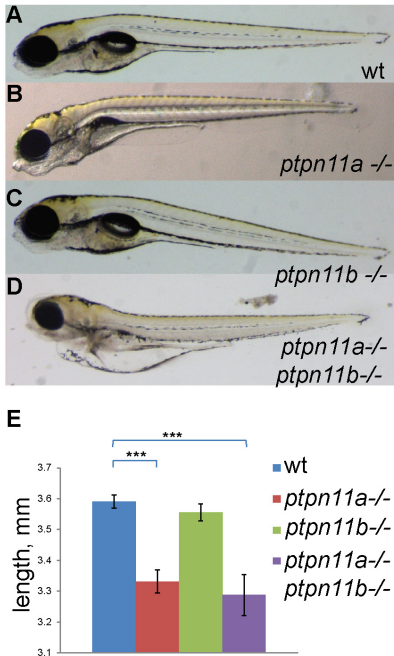 A
wt
B
ptpn11a -/-
C
ptpn11b -/-
D
ptpn11a-/-
ptpn11b-/-
E
***
***
3.7
3.6
3.5
3.4
3.3
3.2
3.1
length, mm
wt
ptpn11a-/-
ptpn11b-/-
ptpn11a-/-
ptpn11b-/-